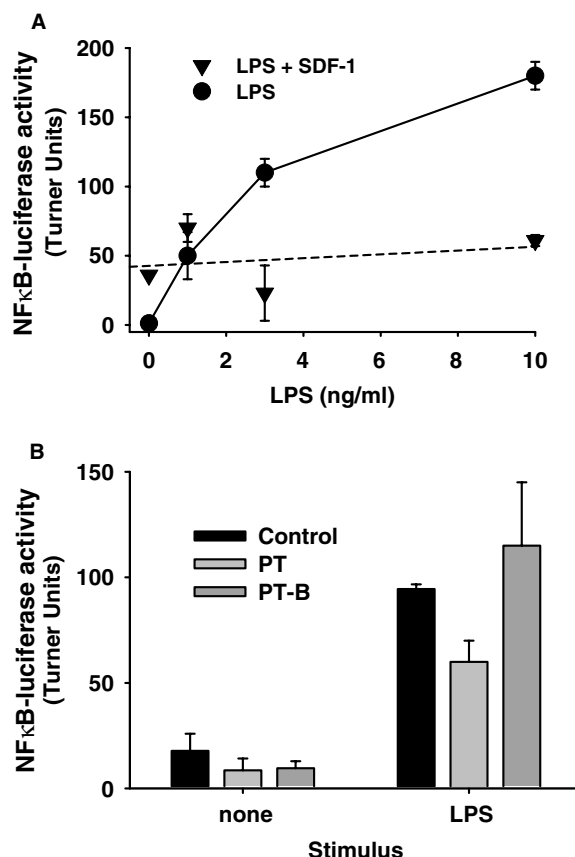 A
NFκB-luciferase activity
(Turner Units)
200
150
100
50
0
LPS + SDF-1
LPS
0 2 4 6 8 10
LPS (ng/ml)
B
NFκB-luciferase activity
(Turner Units)
150
100
50
0
Control
PT
PT-B
none LPS
Stimulus